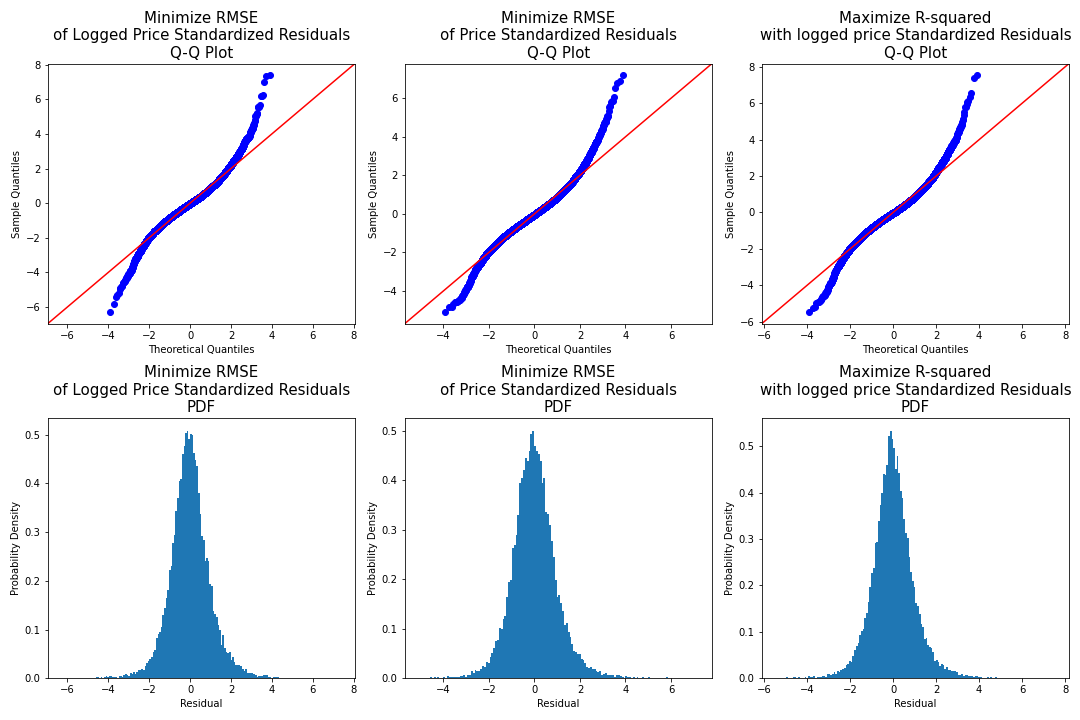 Minimize RMSE
of Logged Price Standardized Residuals
Q-Q Plot
8
6
4
2
0
−2
−4
−6
Sample Quantiles
−6 −4 −2 0 2 4 6 8
Theoretical Quantiles
Minimize RMSE
of Price Standardized Residuals
Q-Q Plot
6
4
2
0
−2
−4
Sample Quantiles
−4 −2 0 2 4 6
Theoretical Quantiles
Maximize R-squared
with logged price Standardized Residuals
Q-Q Plot
8
6
4
2
0
−2
−4
−6
Sample Quantiles
−6 −4 −2 0 2 4 6 8
Theoretical Quantiles
Minimize RMSE
of Logged Price Standardized Residuals
PDF
0.5
0.4
0.3
0.2
0.1
0.0
Probability Density
−6 −4 −2 0 2 4 6 8
Residual
Minimize RMSE
of Price Standardized Residuals
PDF
0.5
0.4
0.3
0.2
0.1
0.0
Probability Density
−4 −2 0 2 4 6
Residual
Maximize R-squared
with logged price Standardized Residuals
PDF
0.5
0.4
0.3
0.2
0.1
0.0
Probability Density
−6 −4 −2 0 2 4 6 8
Residual